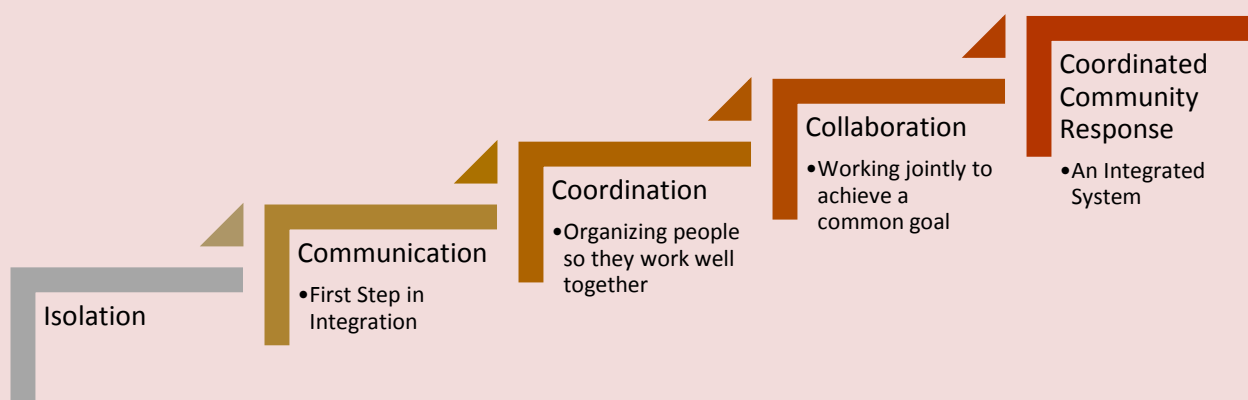 Isolation
Communication
•First Step in
Integration
Coordination
•Organizing people
so they work well
together
Collaboration
•Working jointly to
achieve a
common goal
Coordinated
Community
Response
•An Integrated
System